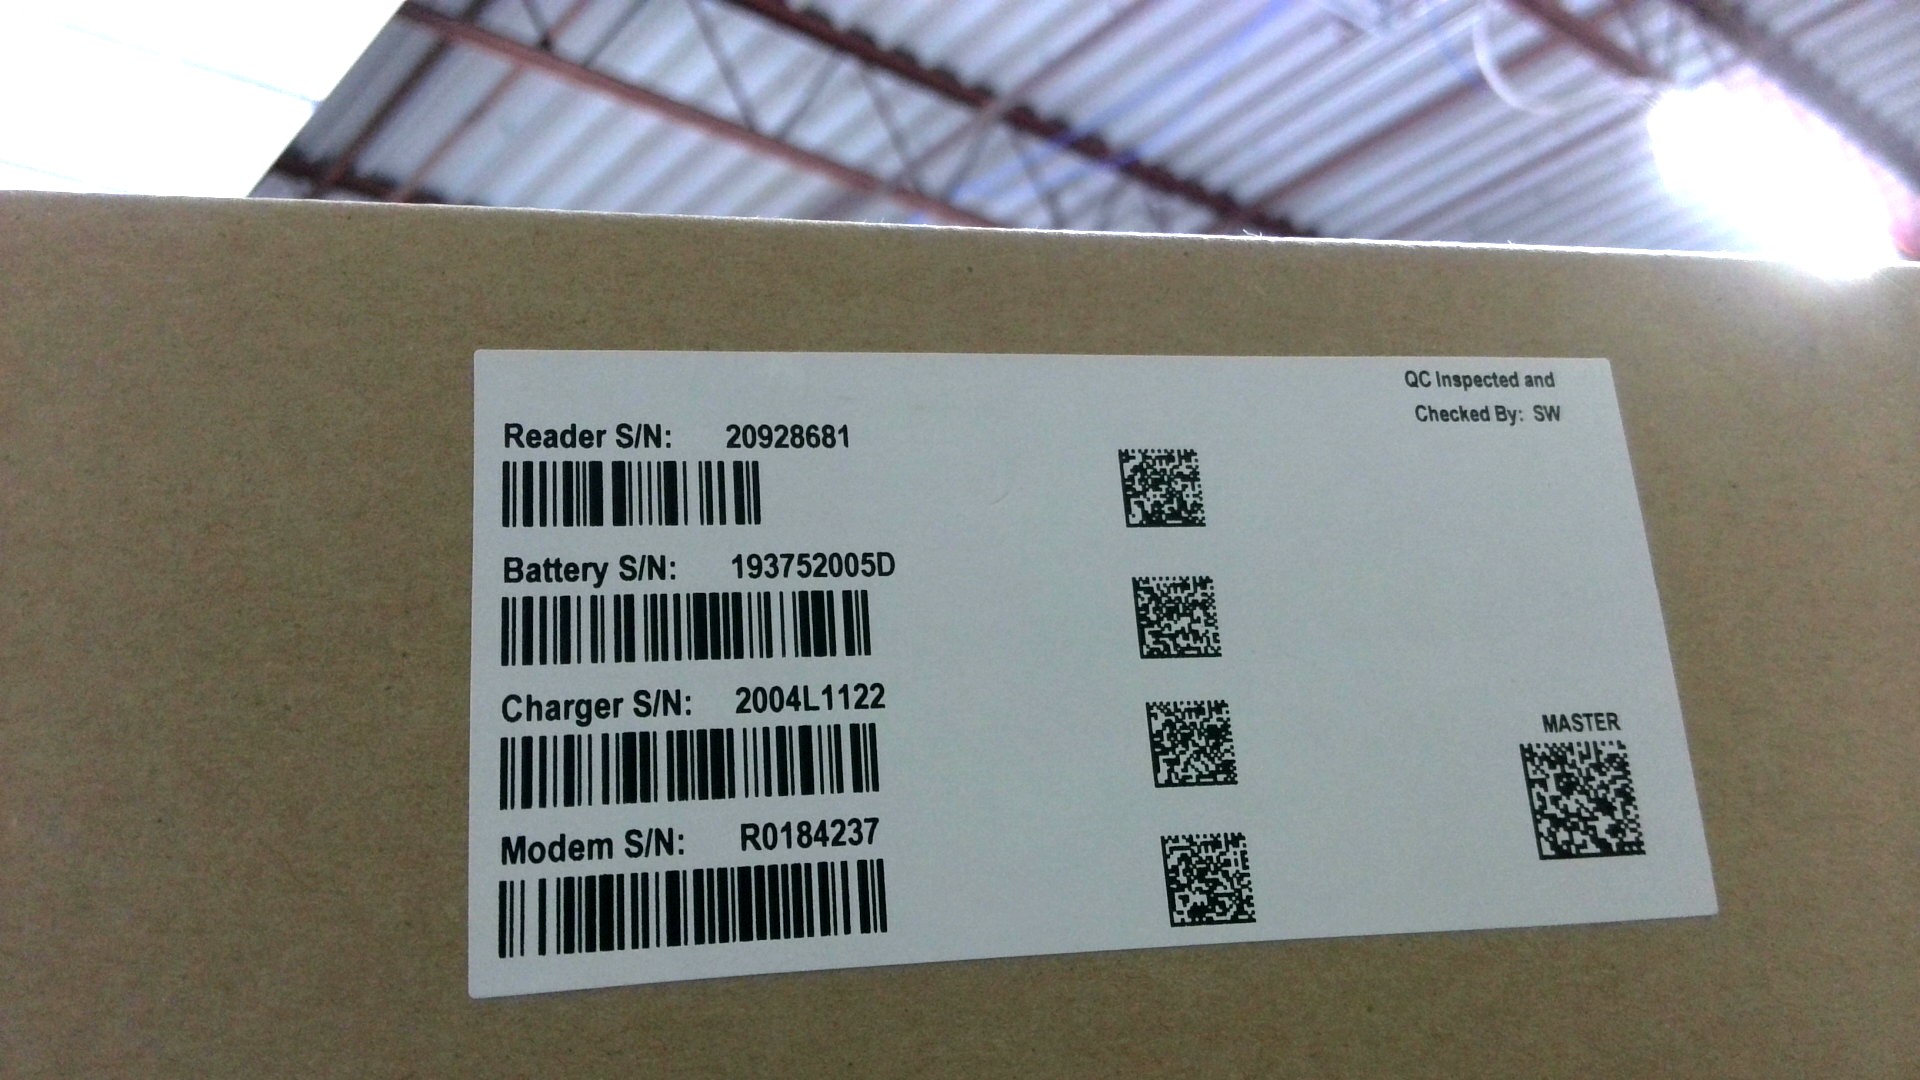 QC Inspected and
Checked By: SW
Reader S/N: 20928681
Battery S/N: 193752005D
Charger S/N: 2004L1122
Modem S/N: R0184237
MASTER